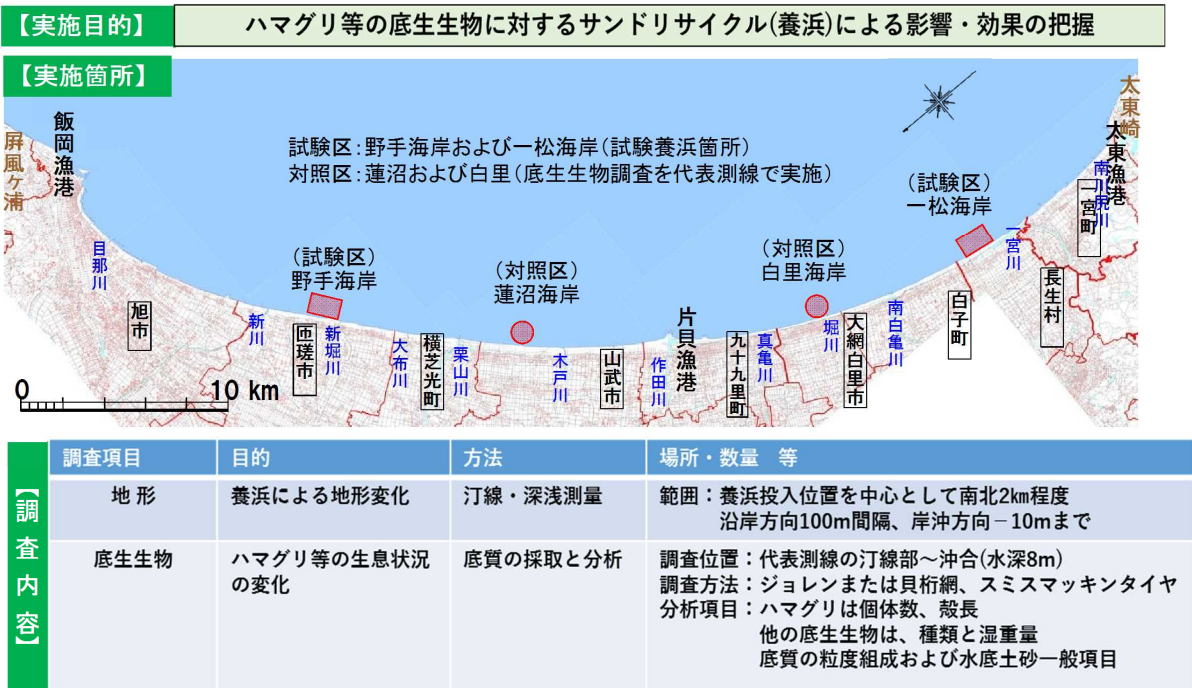 【実施目的】
ハマグリ等の底生生物に対するサンドリサイクル(養浜)による影響・効果の把握
【実施箇所】
試験区：野手海岸および一松海岸(試験養浜箇所)
対照区：蓮沼および白里(底生生物調査を代表測線で実施)
屛風ヶ浦
飯岡漁港
目那川
旭市
新川
(試験区)
野手海岸
匝瑳市
新堀川
大布川
横芝光町
栗山川
(対照区)
蓮沼海岸
木戸川
山武市
作田川
片貝漁港
九十九里町
真亀川
(対照区)
白里海岸
堀川
大網白里市
南白亀川
(試験区)
一松海岸
白子町
一宮川
長生村
一宮町
南川尻川
太東漁港
太東崎
0
10 km
【調査内容】
調査項目
目的
方法
場所・数量　等
地 形
養浜による地形変化
汀線・深浅測量
範囲：養浜投入位置を中心として南北2㎞程度
沿岸方向100m間隔、岸沖方向－10mまで
底生生物
ハマグリ等の生息状況
の変化
底質の採取と分析
調査位置：代表測線の汀線部～沖合(水深8m)
調査方法：ジョレンまたは貝桁網、スミスマッキンタイヤ
分析項目：ハマグリは個体数、殻長
他の底生生物は、種類と湿重量
底質の粒度組成および水底土砂一般項目